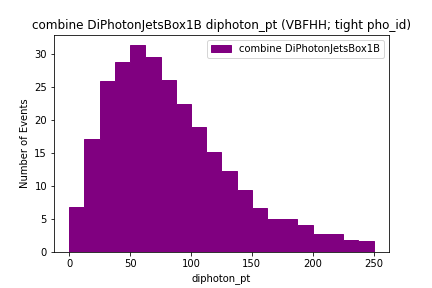 combine DiPhotonJetsBox1B diphoton_pt (VBFHH; tight pho_id)
combine DiPhotonJetsBox1B
Number of Events
30
25
20
15
10
5
0
0 50 100 150 200 250
diphoton_pt